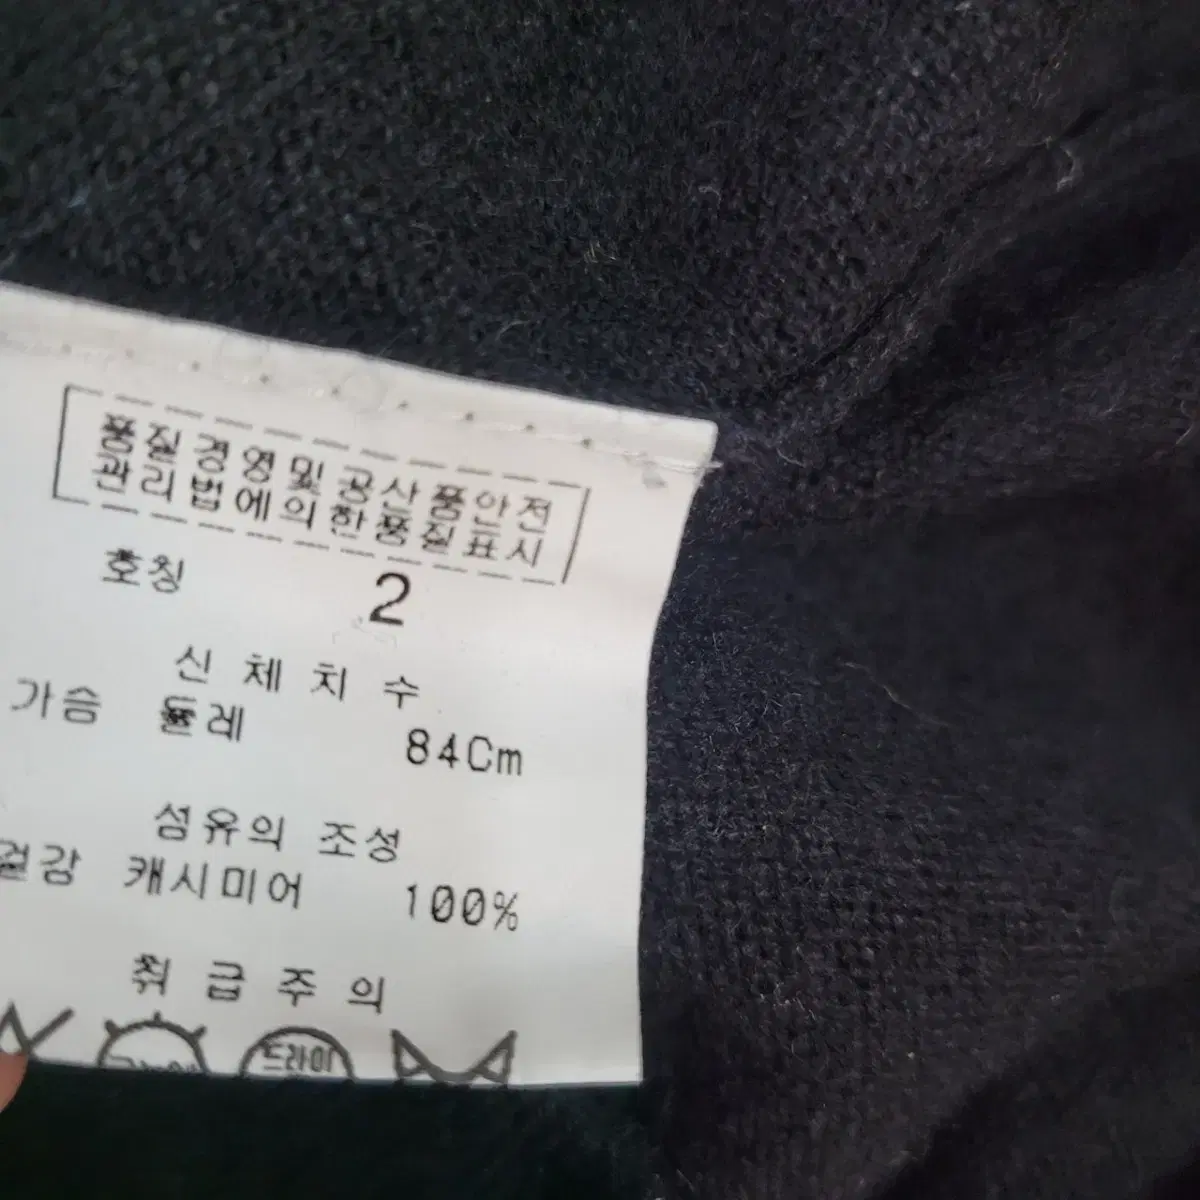 품질경영및공산품안전
관리법에의한품질표시
호칭 2
신체치수
가슴 둘레 84Cm
섬유의 조성
겉감 캐시미어 100%
취급주의
드라이